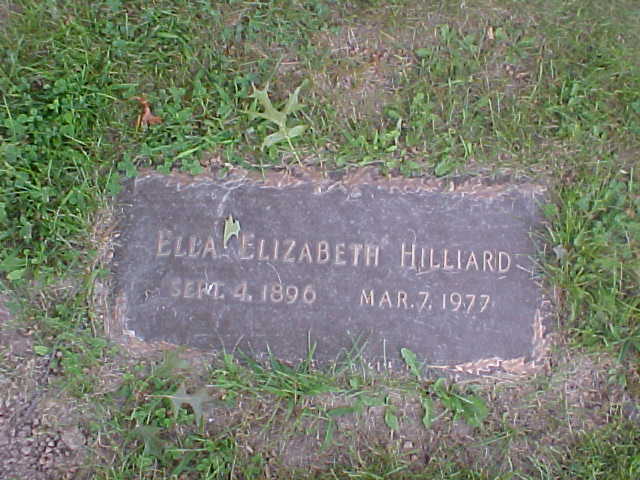 ELLA ELIZABETH HILLIARD
SEPT. 4, 1896 MAR. 7, 1977